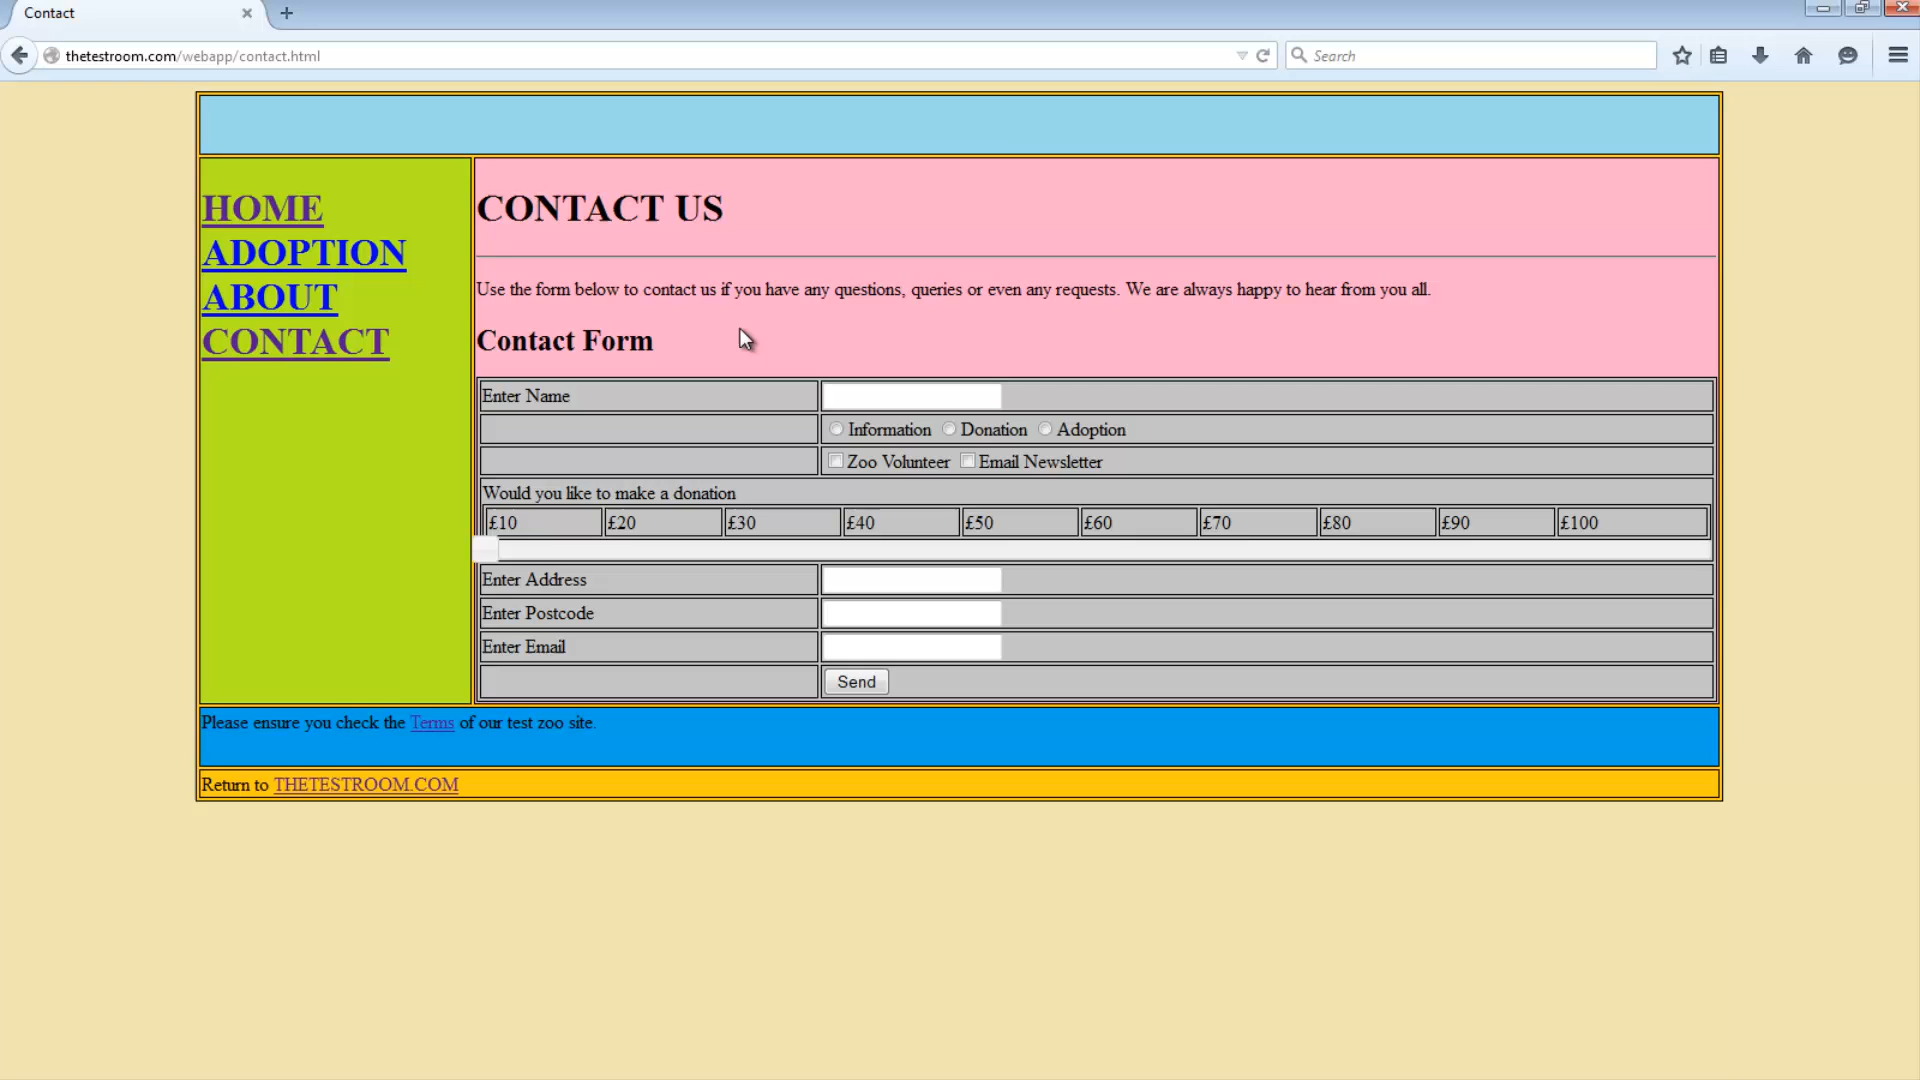 Contact
thetestroom.com/webapp/contact.html
Search
HOME
ADOPTION
ABOUT
CONTACT
CONTACT US
Use the form below to contact us if you have any questions, queries or even any requests. We are always happy to hear from you all.
Contact Form
Enter Name
Information Donation Adoption
Zoo Volunteer Email Newsletter
Would you like to make a donation
£10 £20 £30 £40 £50 £60 £70 £80 £90 £100
Enter Address
Enter Postcode
Enter Email
Send
Please ensure you check the Terms of our test zoo site.
Return to THETESTROOM.COM